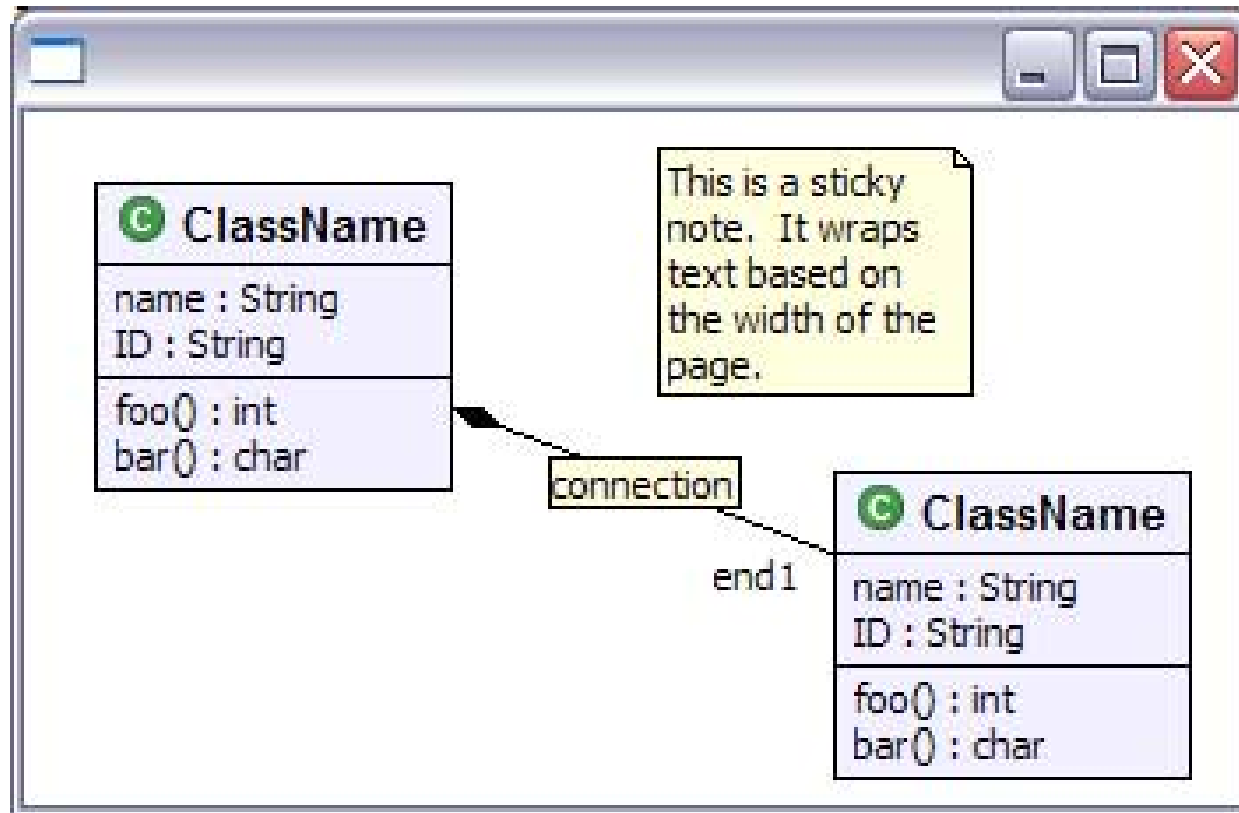 C ClassName
name : String
ID : String
foo() : int
bar() : char
This is a sticky
note.  It wraps
text based on
the width of the
page.
connection
end1
C ClassName
name : String
ID : String
foo() : int
bar() : char